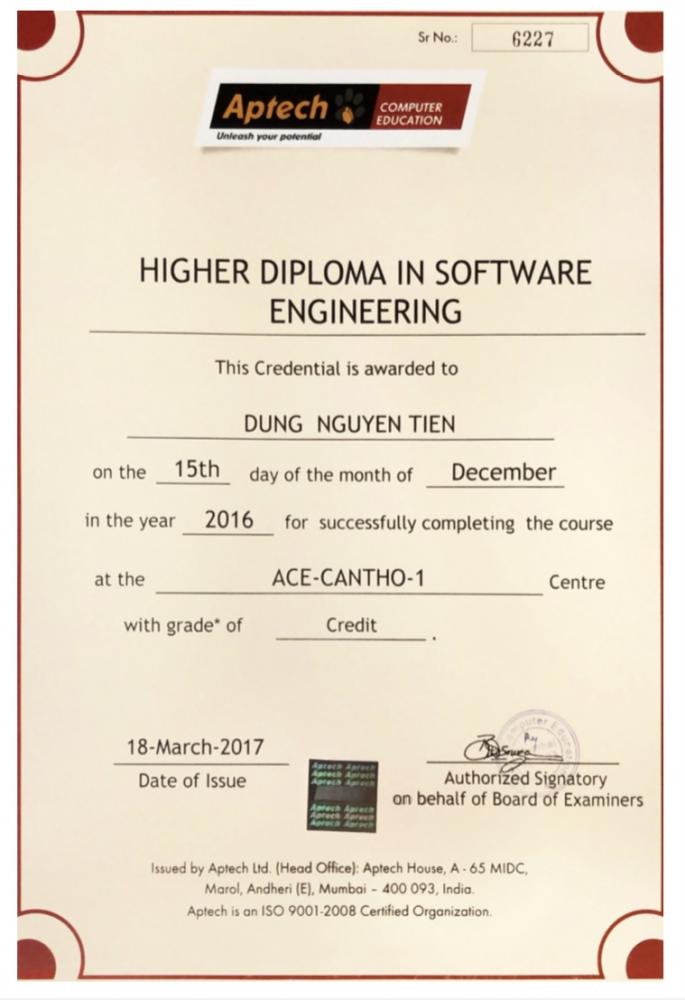 Sr No.: 6227
Aptech COMPUTER EDUCATION
Unleash your potential
HIGHER DIPLOMA IN SOFTWARE
ENGINEERING
This Credential is awarded to
DUNG NGUYEN TIEN
on the 15th day of the month of December
in the year 2016 for successfully completing the course
at the ACE-CANTHO-1 Centre
with grade* of Credit .
18-March-2017
Date of Issue
Authorized Signatory
on behalf of Board of Examiners
Aptech Aptech
Aptech Aptech
Aptech Aptech
Aptech Aptech
Aptech Aptech
Aptech Aptech
Issued by Aptech Ltd. (Head Office): Aptech House, A - 65 MIDC,
Marol, Andheri (E), Mumbai – 400 093, India.
Aptech is an ISO 9001-2008 Certified Organization.